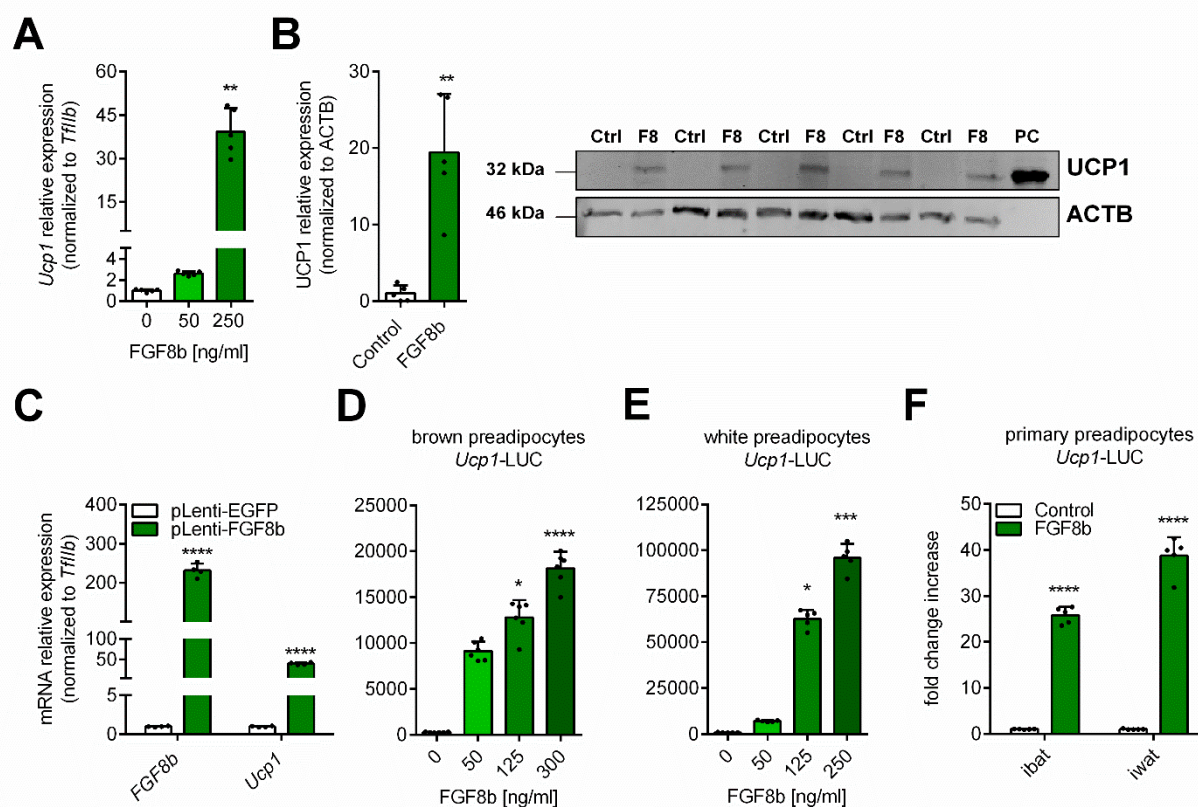 A
Ucp1 relative expression
(normalized to TfIIb)
60
45
30
15
4
2
0
**
0 50 250
FGF8b [ng/ml]
B
UCP1 relative expression
(normalized to ACTB)
30
20
10
0
**
Control
FGF8b
Ctrl F8 Ctrl F8 Ctrl F8 Ctrl F8 Ctrl F8 PC
32 kDa
UCP1
46 kDa
ACTB
C
mRNA relative expression
(normalized to TfIIb)
pLenti-EGFP
pLenti-FGF8b
400
300
200
100
50
5
0
****
****
FGF8b
Ucp1
D
brown preadipocytes
Ucp1-LUC
25000
20000
15000
10000
5000
0
*
****
0 50 125 300
FGF8b [ng/ml]
E
white preadipocytes
Ucp1-LUC
125000
100000
75000
50000
25000
0
*
***
0 50 125 250
FGF8b [ng/ml]
F
primary preadipocytes
Ucp1-LUC
fold change increase
Control
FGF8b
50
40
30
20
10
0
****
****
ibat
iwat